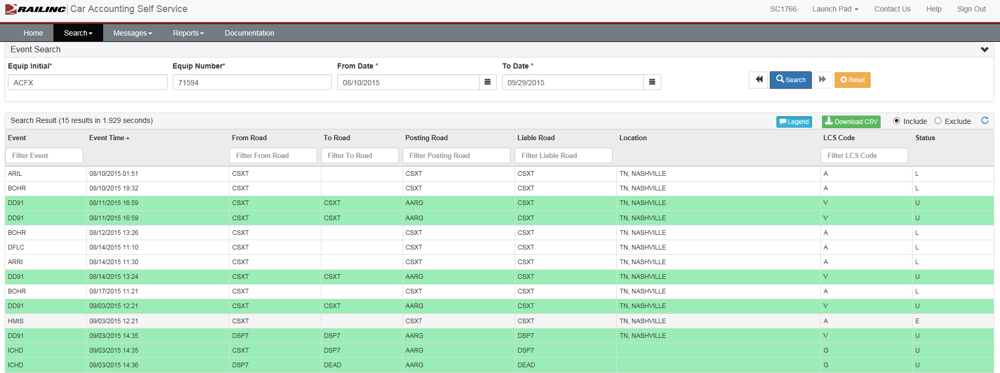 RAILINC Car Accounting Self Service SC1766 Launch Pad Contact Us Help Sign Out
Home Search Messages Reports Documentation
Event Search
Equip Initial* Equip Number* From Date * To Date *
ACFX 71594 08/10/2015 09/29/2015 Search Reset
Search Result (15 results in 1.929 seconds) Legend Download CSV Include Exclude
Event Event Time From Road To Road Posting Road Liable Road Location LCS Code Status
Filter Event Filter From Road Filter To Road Filter Posting Road Filter Liable Road Filter LCS Code
ARIL 08/10/2015 01:51 CSXT CSXT CSXT TN, NASHVILLE A L
BOHR 08/10/2015 19:32 CSXT CSXT CSXT TN, NASHVILLE A L
DD91 08/11/2015 16:59 CSXT CSXT AARG CSXT TN, NASHVILLE V U
DD91 08/11/2015 16:59 CSXT CSXT AARG CSXT TN, NASHVILLE V U
BOHR 08/12/2015 13:26 CSXT CSXT CSXT TN, NASHVILLE A L
DFLC 08/14/2015 11:10 CSXT CSXT CSXT TN, NASHVILLE A L
ARRI 08/14/2015 11:30 CSXT CSXT CSXT TN, NASHVILLE A L
DD91 08/14/2015 13:24 CSXT CSXT AARG CSXT TN, NASHVILLE V U
BOHR 08/17/2015 11:21 CSXT CSXT CSXT TN, NASHVILLE A L
DD91 09/03/2015 12:21 CSXT CSXT AARG CSXT TN, NASHVILLE V U
HMIS 09/03/2015 12:21 CSXT CSXT CSXT TN, NASHVILLE A E
DD91 09/03/2015 14:35 DSP7 DSP7 AARG DSP7 TN, NASHVILLE V U
ICHD 09/03/2015 14:35 CSXT DSP7 AARG DSP7 G U
ICHD 09/03/2015 14:36 DSP7 DEAD AARG DEAD G U